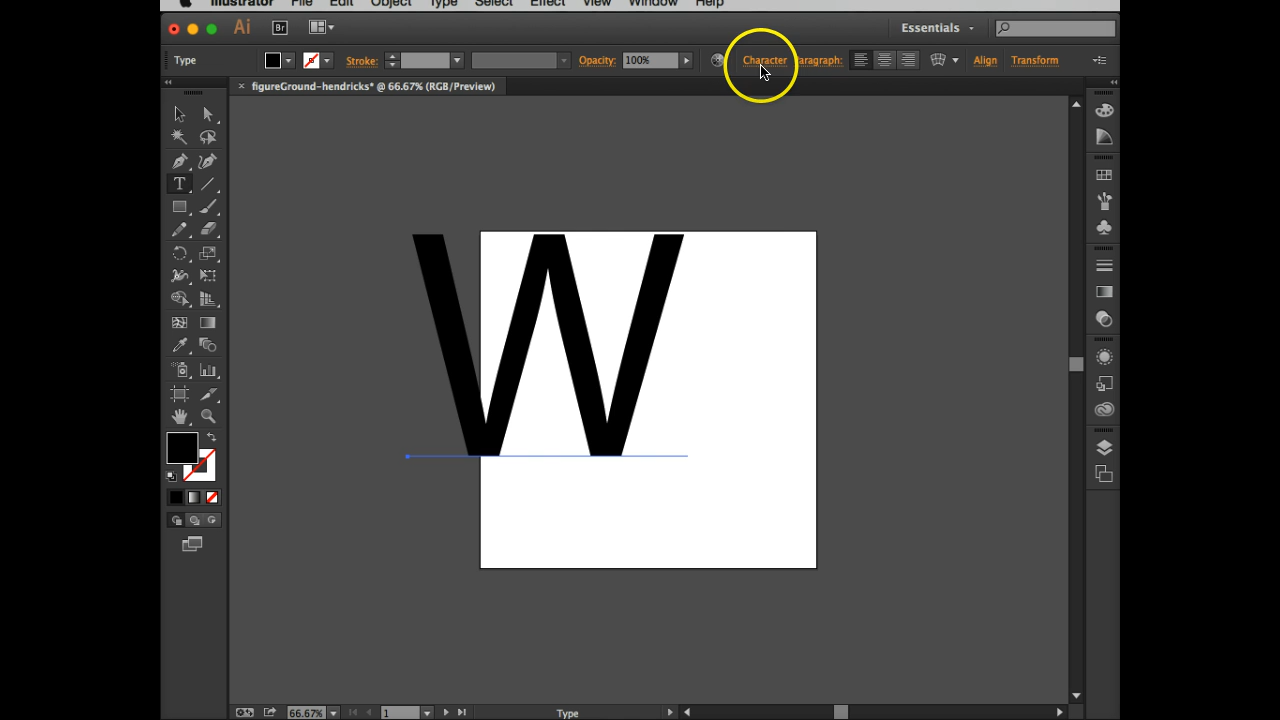 Illustrator File Edit Object Type Select Effect View Window Help
Ai Br Essentials
Type Stroke: Opacity: 100% Character Paragraph: Align Transform
× figureGround-hendricks* @ 66.67% (RGB/Preview)
T
W
66.67% 1 Type